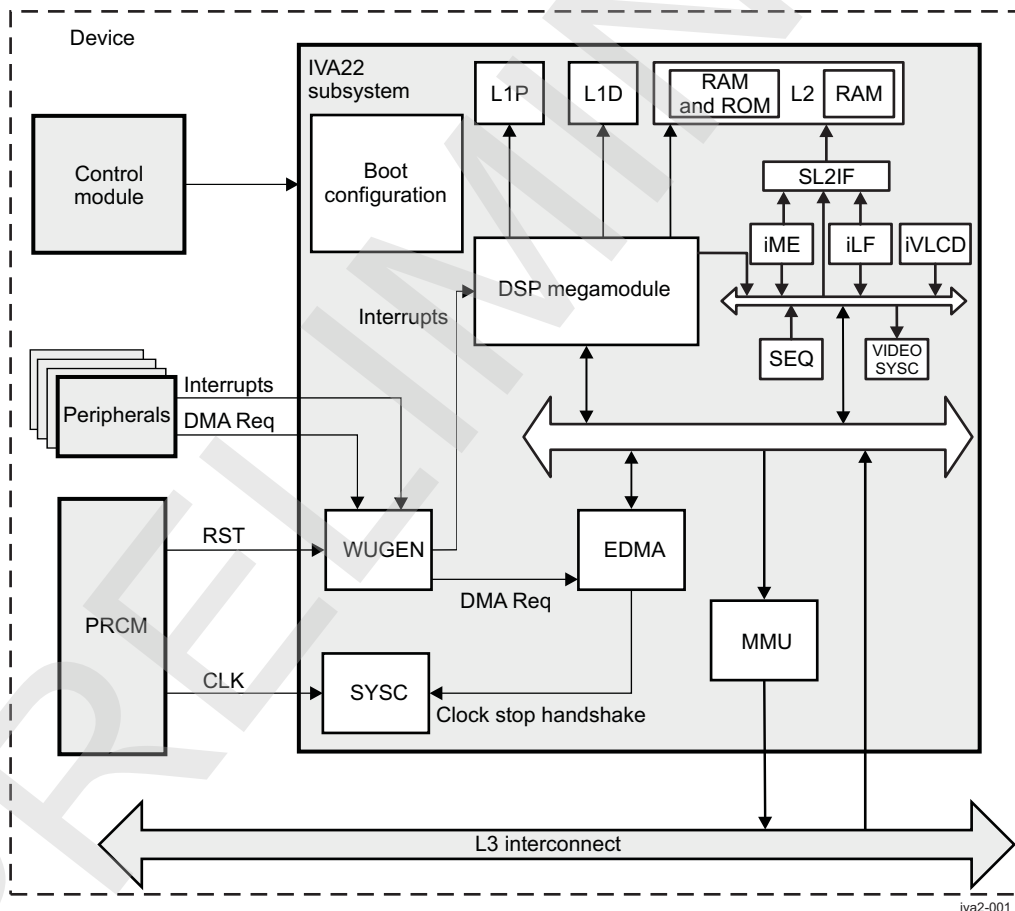 Device
IVA22
subsystem
L1P
L1D
RAM
and ROM
L2
RAM
Control
module
Boot
configuration
SL2IF
iME
iLF
iVLCD
DSP megamodule
Interrupts
SEQ
VIDEO
SYSC
Peripherals
Interrupts
DMA Req
PRCM
RST
WUGEN
EDMA
DMA Req
MMU
CLK
SYSC
Clock stop handshake
L3 interconnect
iva2-001
RELIMIN